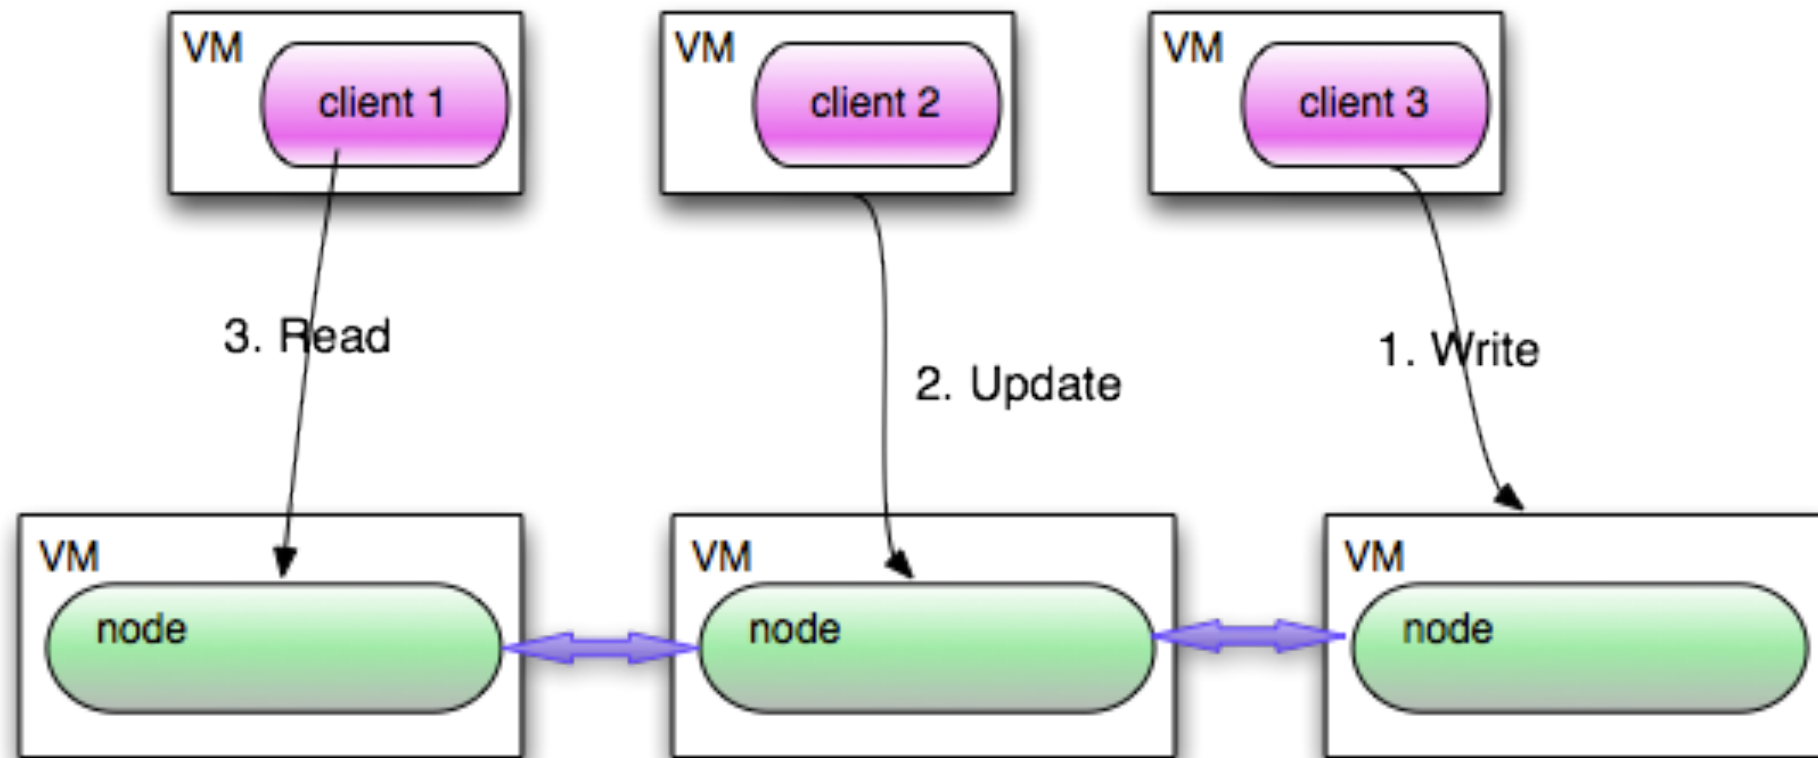 VM
client 1
VM
client 2
VM
client 3
3. Read
2. Update
1. Write
VM
node
VM
node
VM
node